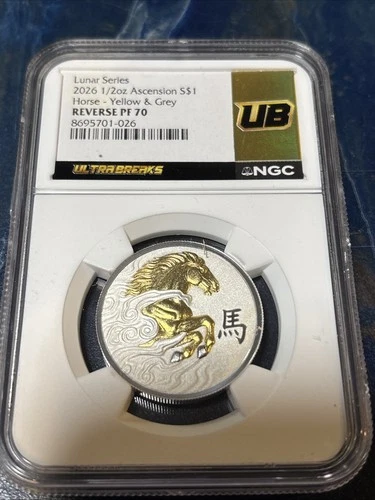 Lunar Series
2026 1/2oz Ascension S$1
Horse - Yellow & Grey
REVERSE PF 70
8695701-026
UB
ULTRABREAKS
NGC
馬